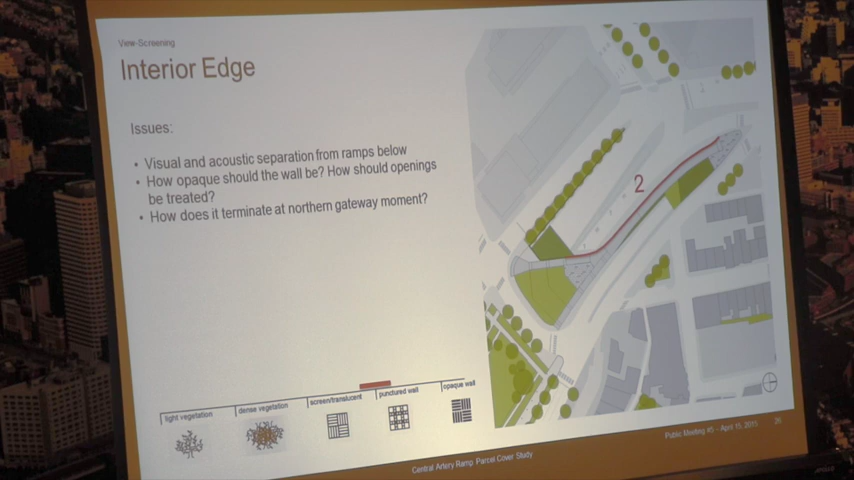 View-Screening
Interior Edge
Issues:
• Visual and acoustic separation from ramps below
• How opaque should the wall be? How should openings
be treated?
• How does it terminate at northern gateway moment?
2
light vegetation
dense vegetation
screen/translucent
punctured wall
opaque wall
Public Meeting #5 - April 15, 2015
Central Artery Ramp Parcel Cover Study